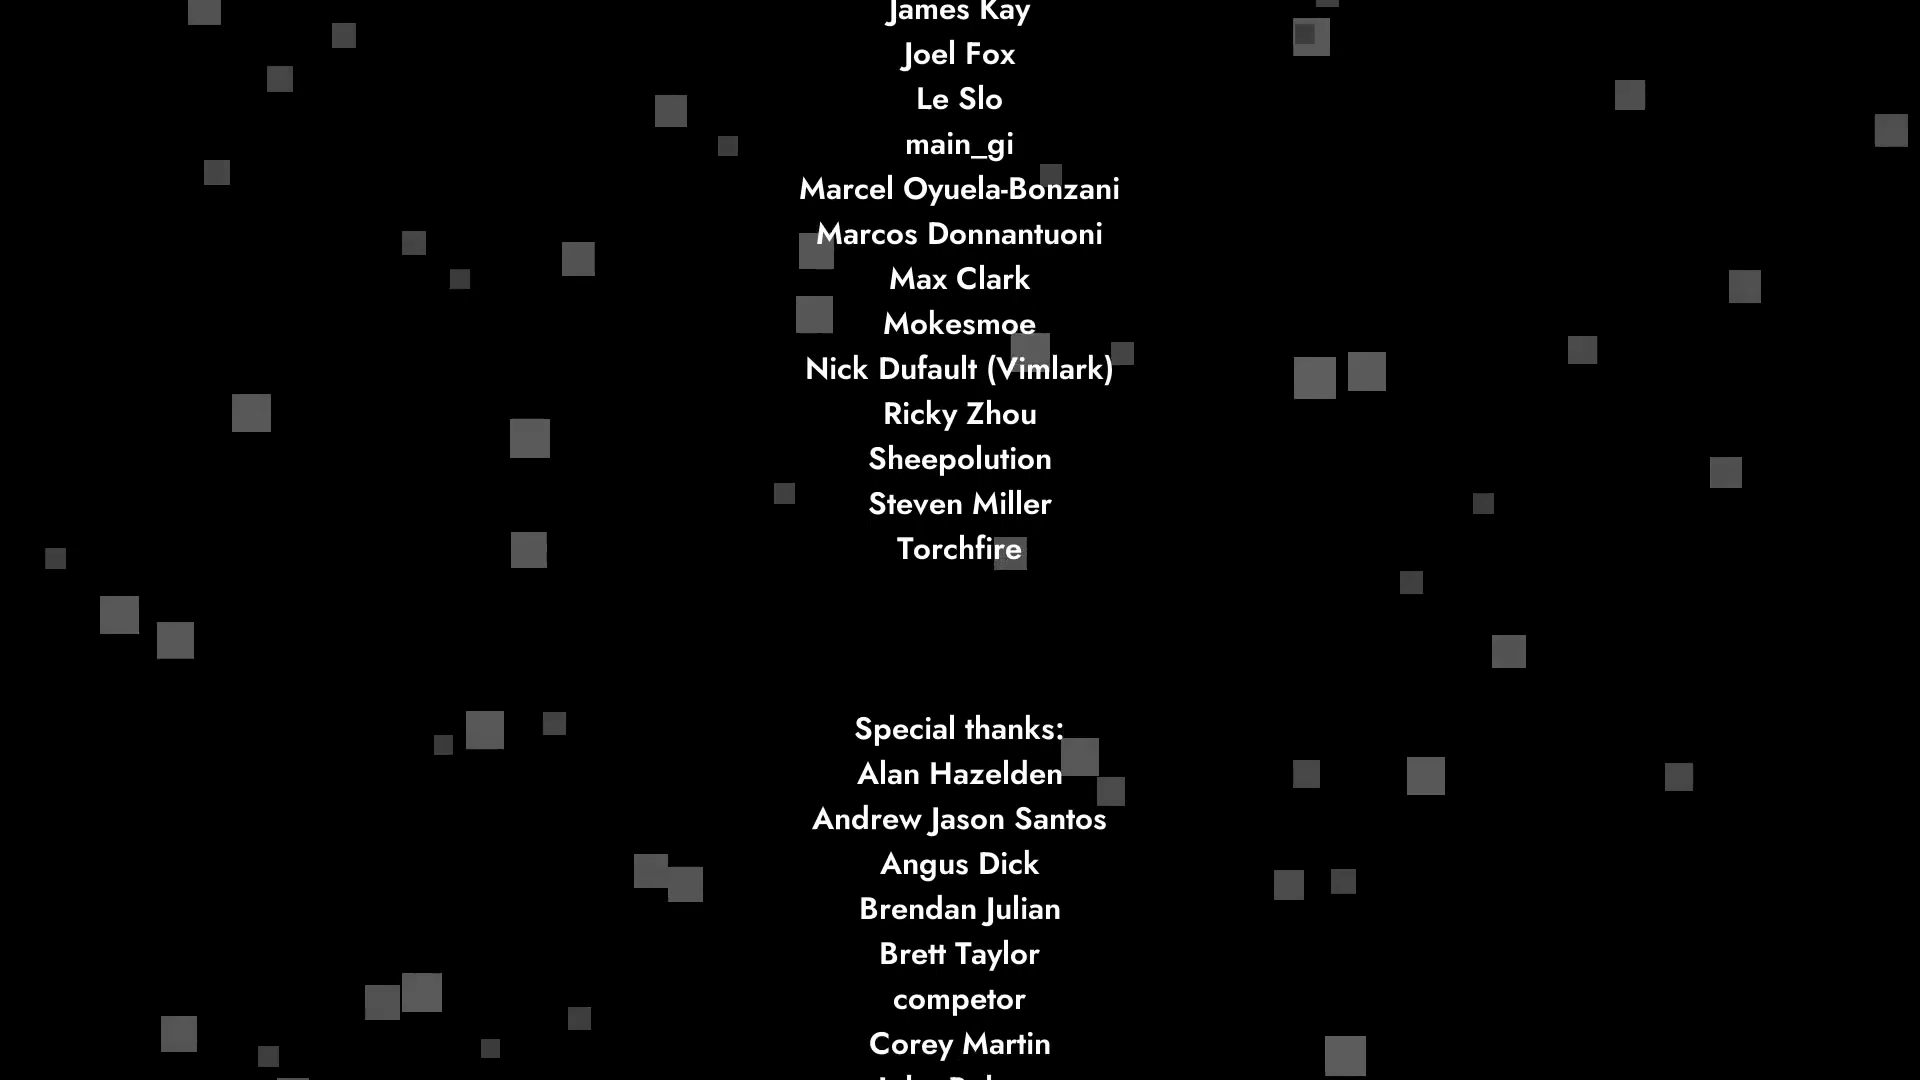 James Kay
Joel Fox
Le Slo
main_gi
Marcel Oyuela-Bonzani
Marcos Donnantuoni
Max Clark
Mokesmoe
Nick Dufault (Vimlark)
Ricky Zhou
Sheepolution
Steven Miller
Torchfire
Special thanks:
Alan Hazelden
Andrew Jason Santos
Angus Dick
Brendan Julian
Brett Taylor
competor
Corey Martin